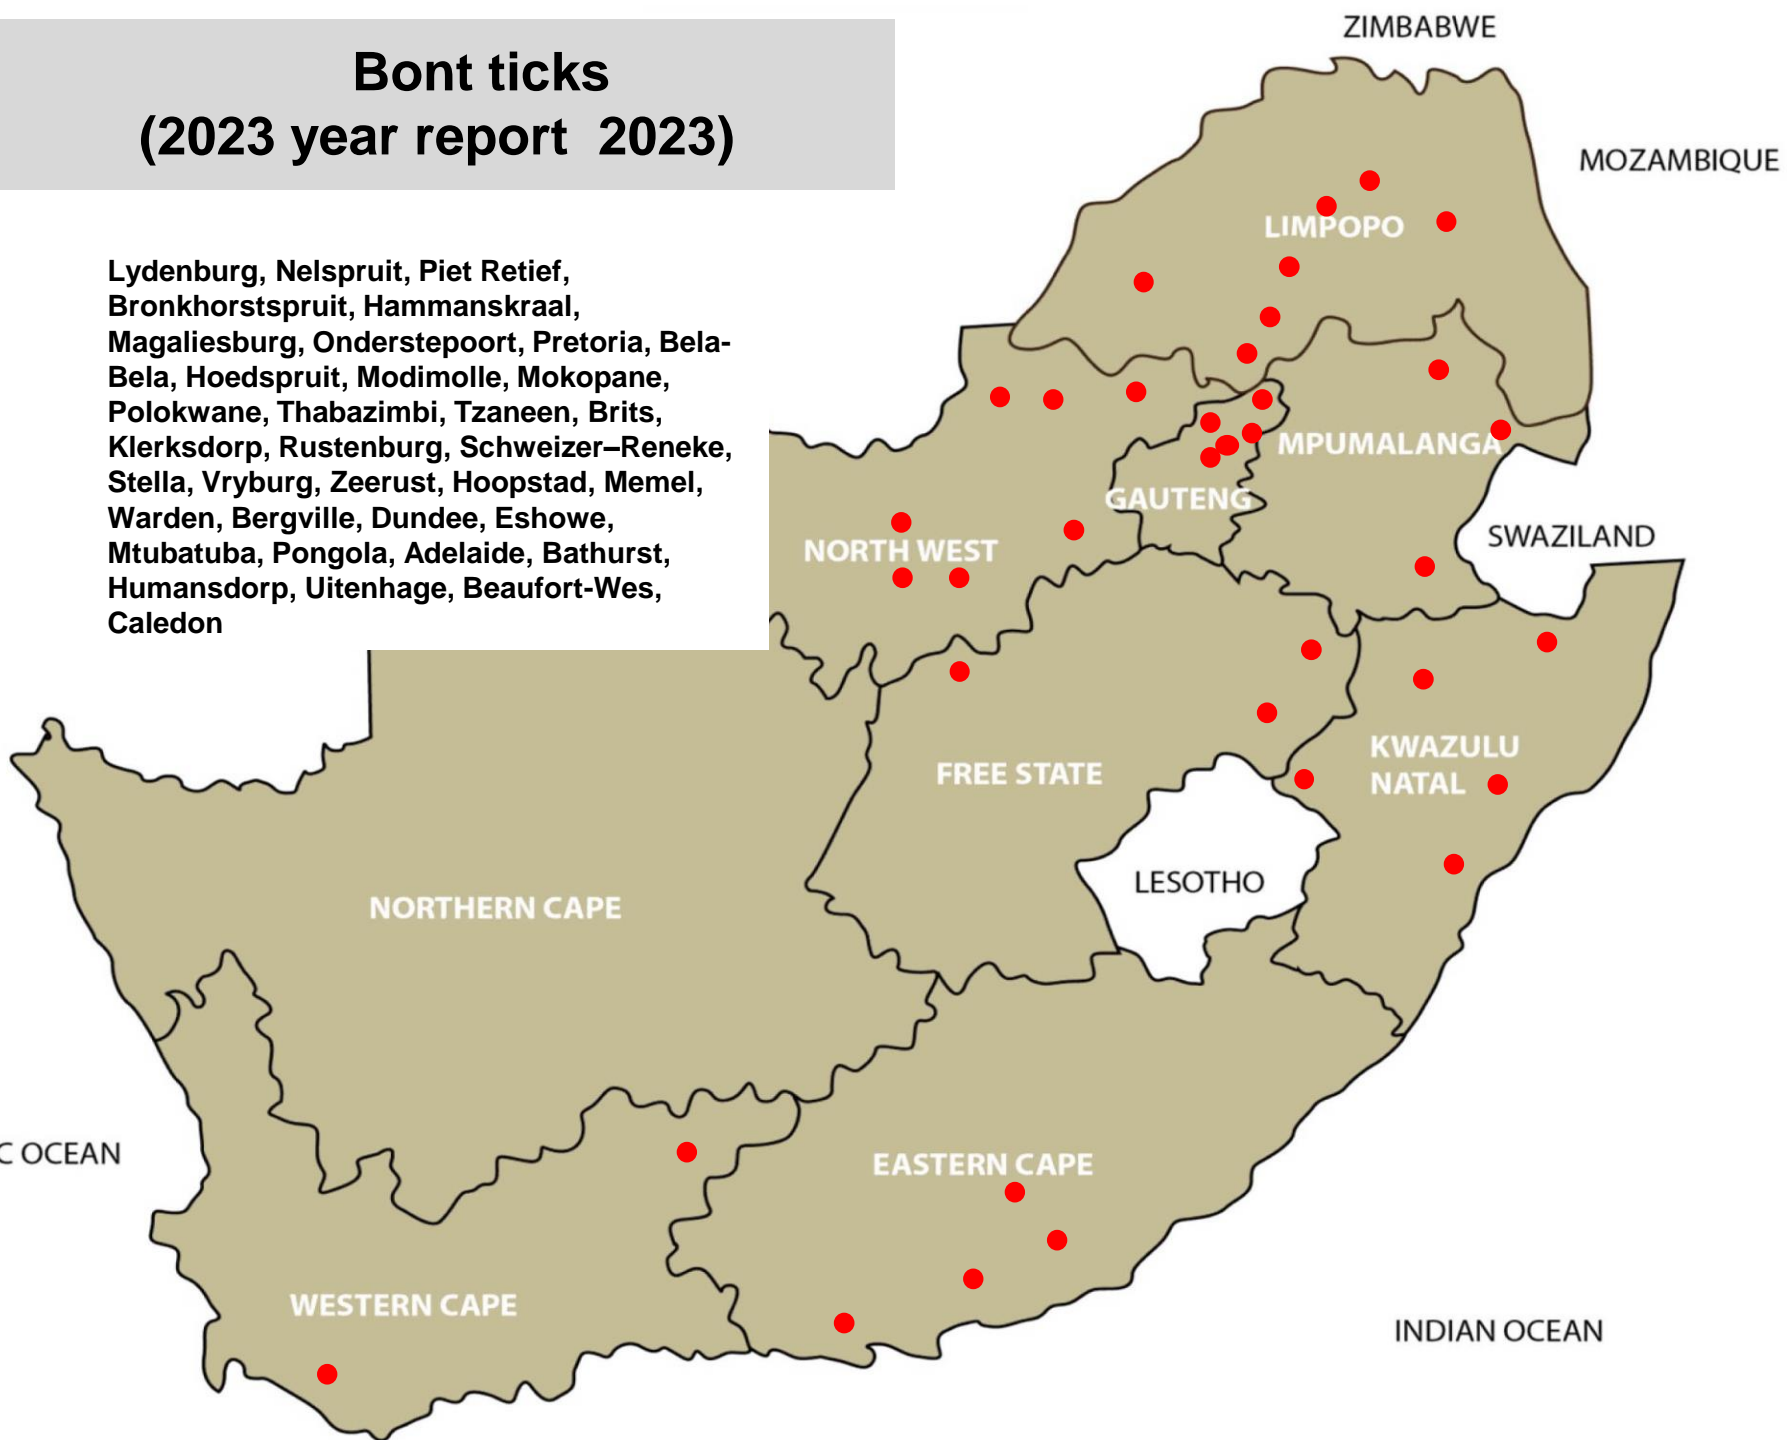 Bont ticks
(2023 year report  2023)
Lydenburg, Nelspruit, Piet Retief,
Bronkhorstspruit, Hammanskraal,
Magaliesburg, Onderstepoort, Pretoria, Bela-
Bela, Hoedspruit, Modimolle, Mokopane,
Polokwane, Thabazimbi, Tzaneen, Brits,
Klerksdorp, Rustenburg, Schweizer–Reneke,
Stella, Vryburg, Zeerust, Hoopstad, Memel,
Warden, Bergville, Dundee, Eshowe,
Mtubatuba, Pongola, Adelaide, Bathurst,
Humansdorp, Uitenhage, Beaufort-Wes,
Caledon
ZIMBABWE
MOZAMBIQUE
LIMPOPO
MPUMALANGA
GAUTENG
SWAZILAND
NORTH WEST
KWAZULU
NATAL
FREE STATE
LESOTHO
NORTHERN CAPE
C OCEAN
EASTERN CAPE
WESTERN CAPE
INDIAN OCEAN